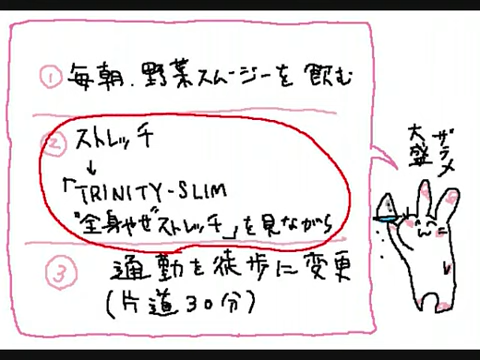 ① 毎朝、野菜スムージーを飲む
② ストレッチ
↓
「TRINITY-SLIM
"全身やせ"ストレッチ」を見ながら
③ 通勤を徒歩に変更
(片道30分)
ザラメ
大盛